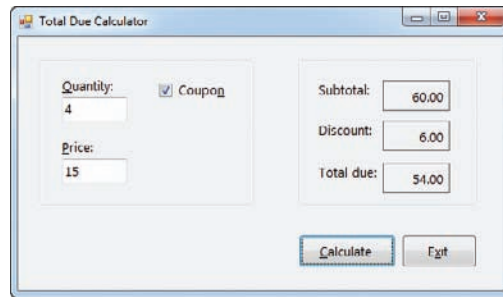 Total Due Calculator
Quantity:
4
Coupon
Price:
15
Subtotal: 60.00
Discount: 6.00
Total due: 54.00
Calculate Exit